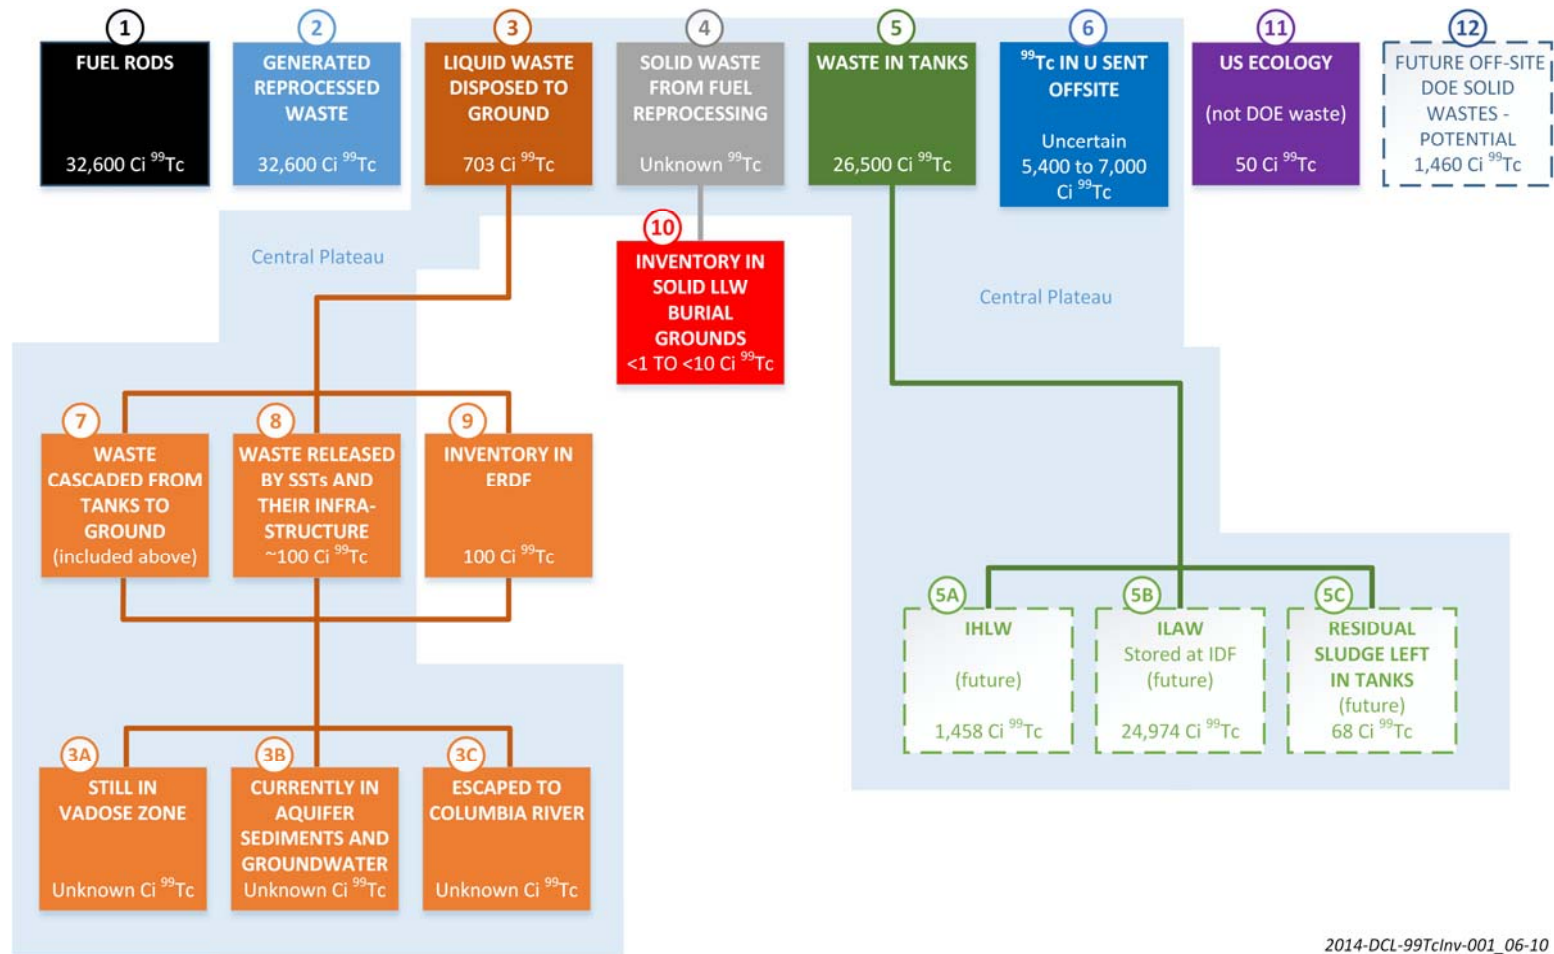 1
FUEL RODS
32,600 Ci ⁹⁹Tc
2
GENERATED
REPROCESSED
WASTE
32,600 Ci ⁹⁹Tc
3
LIQUID WASTE
DISPOSED TO
GROUND
703 Ci ⁹⁹Tc
4
SOLID WASTE
FROM FUEL
REPROCESSING
Unknown ⁹⁹Tc
5
WASTE IN TANKS
26,500 Ci ⁹⁹Tc
6
⁹⁹Tc IN U SENT
OFFSITE
Uncertain
5,400 to 7,000
Ci ⁹⁹Tc
11
US ECOLOGY
(not DOE waste)
50 Ci ⁹⁹Tc
12
FUTURE OFF-SITE
DOE SOLID
WASTES -
POTENTIAL
1,460 Ci ⁹⁹Tc
Central Plateau
10
INVENTORY IN
SOLID LLW
BURIAL
GROUNDS
<1 TO <10 Ci ⁹⁹Tc
Central Plateau
7
WASTE
CASCADED FROM
TANKS TO
GROUND
(included above)
8
WASTE RELEASED
BY SSTs AND
THEIR INFRA-
STRUCTURE
~100 Ci ⁹⁹Tc
9
INVENTORY IN
ERDF
100 Ci ⁹⁹Tc
5A
IHLW
(future)
1,458 Ci ⁹⁹Tc
5B
ILAW
Stored at IDF
(future)
24,974 Ci ⁹⁹Tc
5C
RESIDUAL
SLUDGE LEFT
IN TANKS
(future)
68 Ci ⁹⁹Tc
3A
STILL IN
VADOSE ZONE
Unknown Ci ⁹⁹Tc
3B
CURRENTLY IN
AQUIFER
SEDIMENTS AND
GROUNDWATER
Unknown Ci ⁹⁹Tc
3C
ESCAPED TO
COLUMBIA RIVER
Unknown Ci ⁹⁹Tc
2014-DCL-99TcInv-001_06-10